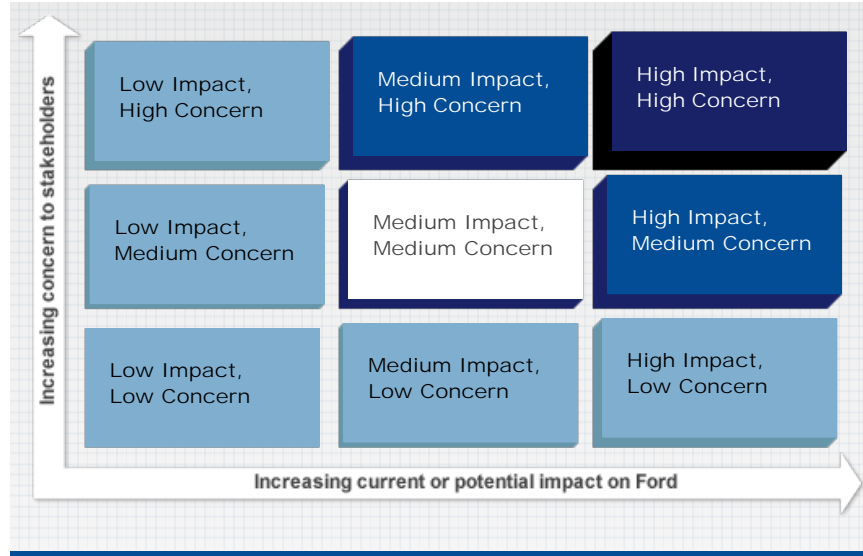 Increasing concern to stakeholders
Low Impact,
High Concern
Medium Impact,
High Concern
High Impact,
High Concern
Low Impact,
Medium Concern
Medium Impact,
Medium Concern
High Impact,
Medium Concern
Low Impact,
Low Concern
Medium Impact,
Low Concern
High Impact,
Low Concern
Increasing current or potential impact on Ford